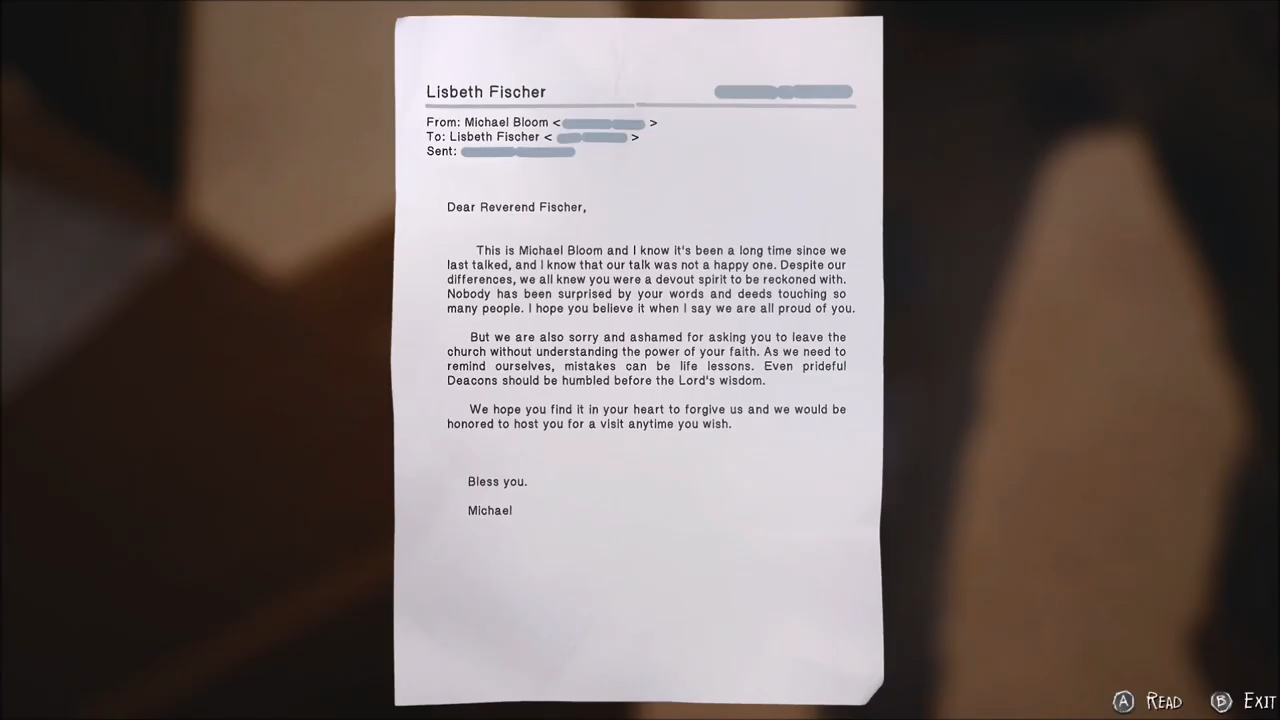 Lisbeth Fischer
From: Michael Bloom < >
To: Lisbeth Fischer < >
Sent:
Dear Reverend Fischer,
This is Michael Bloom and I know it's been a long time since we
last talked, and I know that our talk was not a happy one. Despite our
differences, we all knew you were a devout spirit to be reckoned with.
Nobody has been surprised by your words and deeds touching so
many people. I hope you believe it when I say we are all proud of you.
But we are also sorry and ashamed for asking you to leave the
church without understanding the power of your faith. As we need to
remind ourselves, mistakes can be life lessons. Even prideful
Deacons should be humbled before the Lord's wisdom.
We hope you find it in your heart to forgive us and we would be
honored to host you for a visit anytime you wish.
Bless you.
Michael
A READ B EXIT